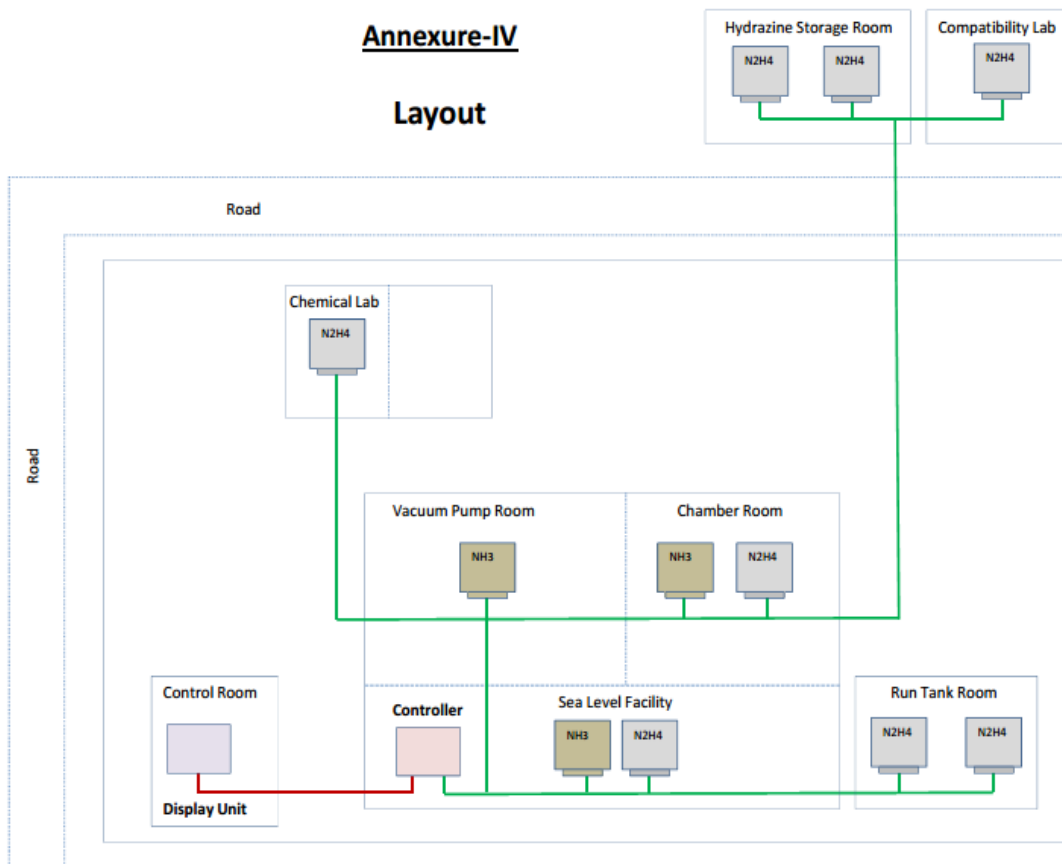 Annexure-IV
Layout
Hydrazine Storage Room
Compatibility Lab
N2H4
N2H4
N2H4
Road
Road
Chemical Lab
N2H4
Vacuum Pump Room
Chamber Room
NH3
NH3
N2H4
Control Room
Controller
Sea Level Facility
Run Tank Room
NH3
N2H4
N2H4
N2H4
Display Unit